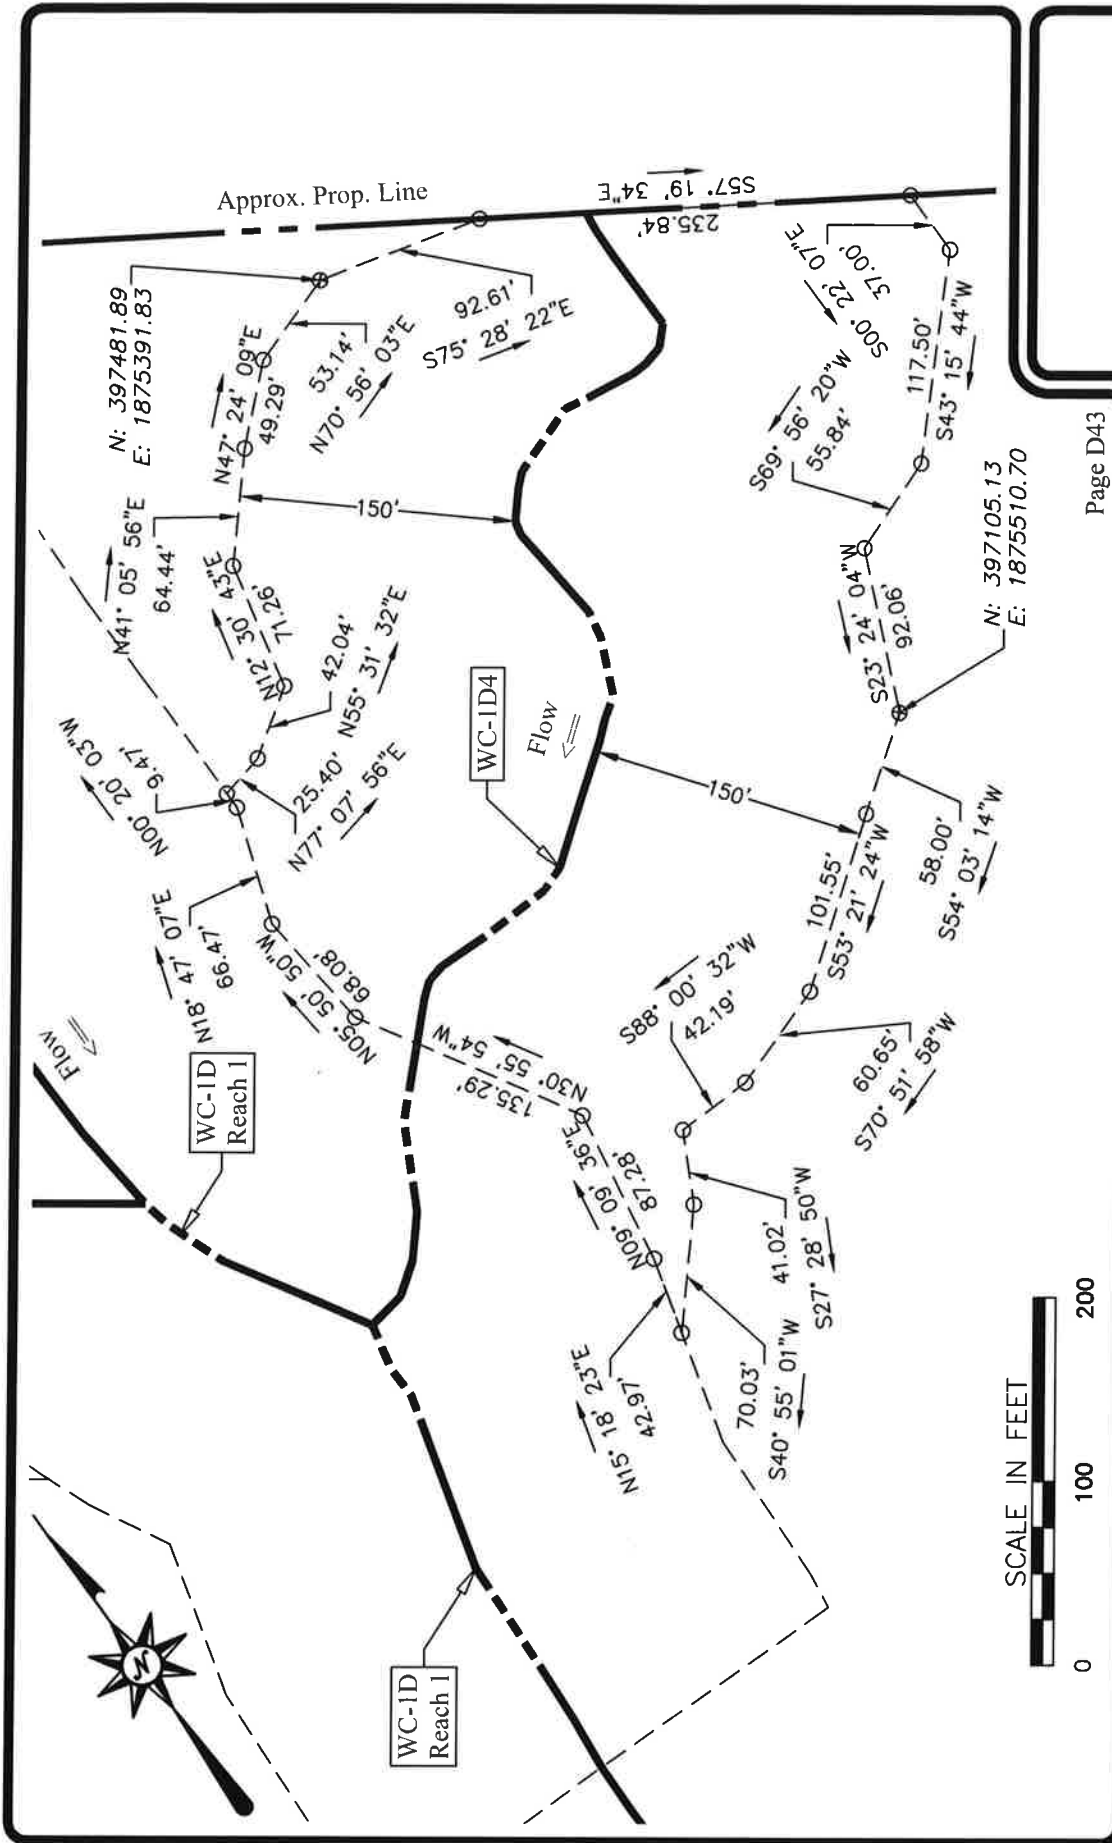 Approx. Prop. Line
N: 397481.89
E: 1875391.83
S57° 19' 34"E
235.84'
92.61'
S75° 28' 22"E
53.14'
N70° 56' 03"E
N47° 24' 09"E
49.29'
N41° 05' 56"E
64.44'
150'
N12° 30' 43"E
71.26'
42.04'
N55° 31' 32"E
25.40'
N77° 07' 56"E
N00° 20' 03"W
9.47'
N18° 47' 07"E
66.47'
N05° 50' 50"W
68.08'
N30° 55' 54"W
135.29'
N09° 09' 36"E
87.28'
N15° 18' 23"E
42.97'
70.03'
S40° 55' 01"W
41.02'
S27° 28' 50"W
S88° 00' 32"W
42.19'
60.65'
S70° 51' 58"W
101.55'
S53° 21' 24"W
58.00'
S54° 03' 14"W
150'
S23° 24' 04"W
92.06'
N: 397105.13
E: 1875510.70
S69° 56' 20"W
55.84'
117.50'
S43° 15' 44"W
S00° 22' 07"E
37.00'
WC-1D4
Flow
Flow
WC-1D
Reach 1
WC-1D
Reach 1
N
SCALE IN FEET
0 100 200
Page D43